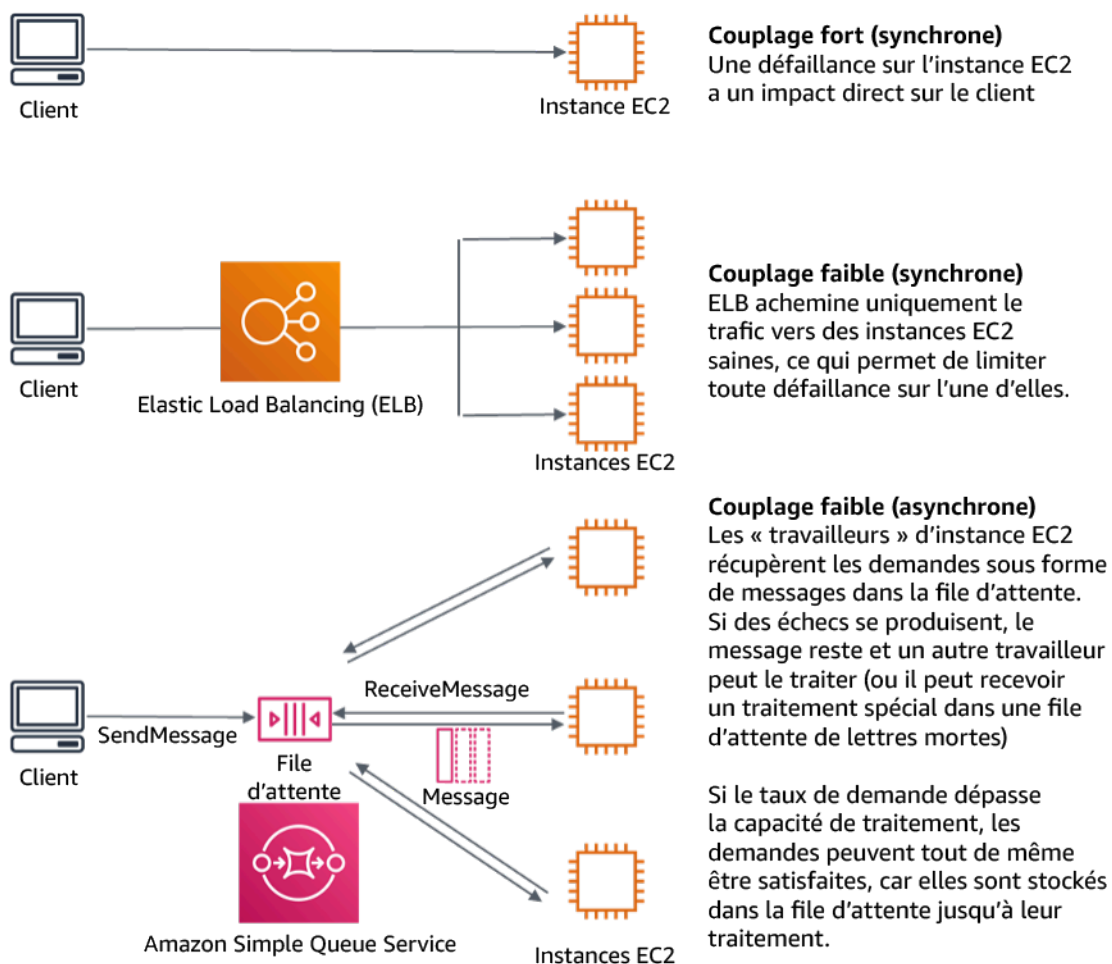 Client
Instance EC2
Couplage fort (synchrone)
Une défaillance sur l'instance EC2
a un impact direct sur le client
Client
Elastic Load Balancing (ELB)
Instances EC2
Couplage faible (synchrone)
ELB achemine uniquement le
trafic vers des instances EC2
saines, ce qui permet de limiter
toute défaillance sur l'une d'elles.
Client
SendMessage
File
d'attente
ReceiveMessage
Message
Amazon Simple Queue Service
Instances EC2
Couplage faible (asynchrone)
Les « travailleurs » d'instance EC2
récupèrent les demandes sous forme
de messages dans la file d'attente.
Si des échecs se produisent, le
message reste et un autre travailleur
peut le traiter (ou il peut recevoir
un traitement spécial dans une file
d'attente de lettres mortes)
Si le taux de demande dépasse
la capacité de traitement, les
demandes peuvent tout de même
être satisfaites, car elles sont stockés
dans la file d'attente jusqu'à leur
traitement.